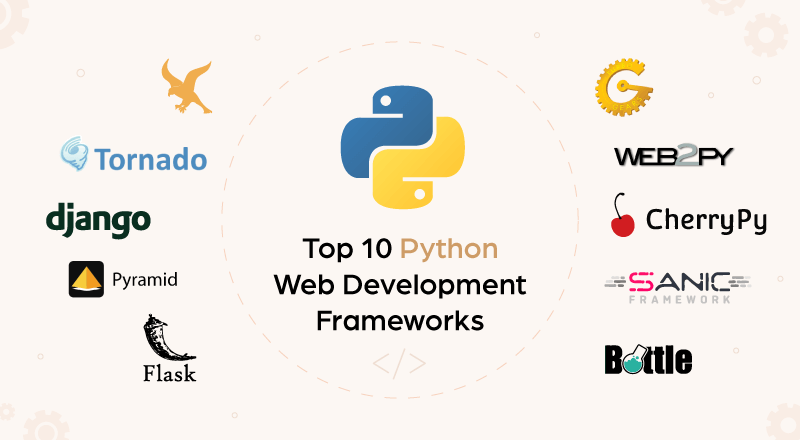 Top 10 Python
Web Development
Frameworks
</>
Tornado
django
Pyramid
Flask
WEB2PY
CherryPy
SANIC
FRAMEWORK
Bottle